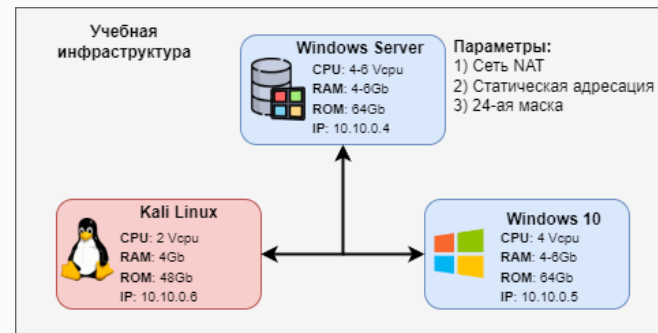 Учебная
инфраструктура
Windows Server
CPU: 4-6 Vcpu
RAM: 4-6Gb
ROM: 64Gb
IP: 10.10.0.4
Параметры:
1) Сеть NAT
2) Статическая адресация
3) 24-ая маска
Kali Linux
CPU: 2 Vcpu
RAM: 4Gb
ROM: 48Gb
IP: 10.10.0.6
Windows 10
CPU: 4 Vcpu
RAM: 4-6Gb
ROM: 64Gb
IP: 10.10.0.5